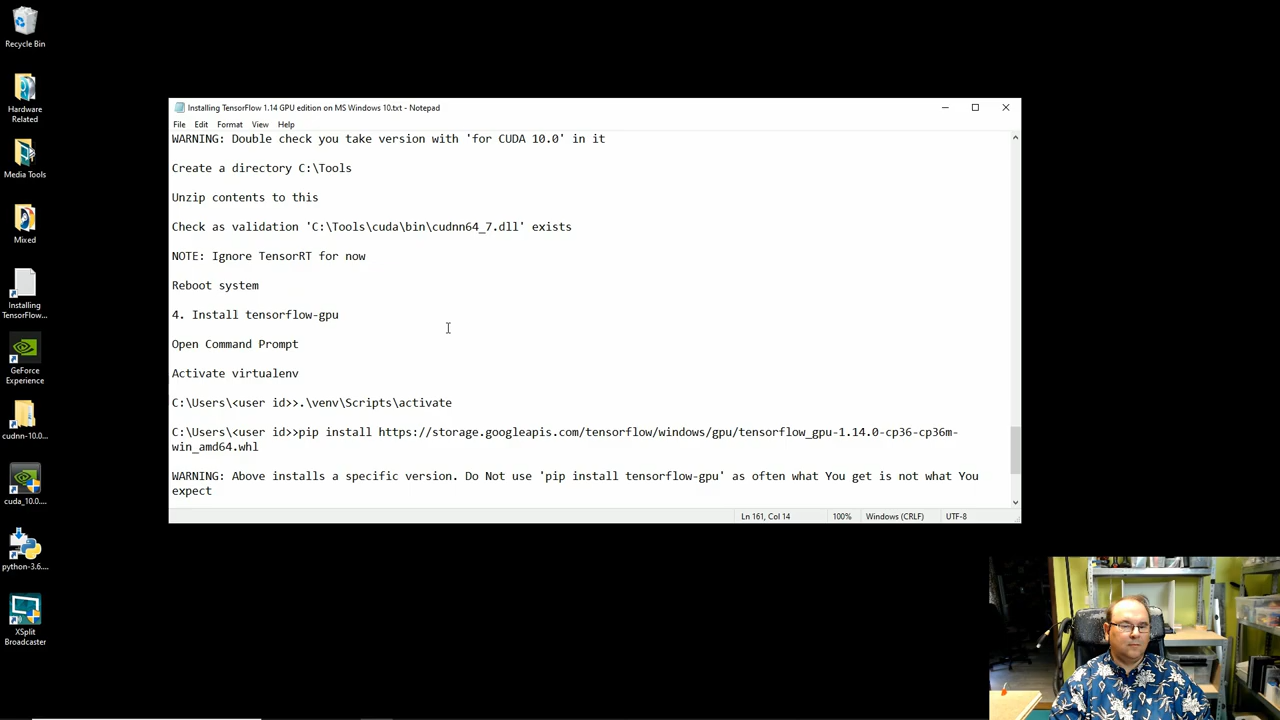 Recycle Bin
Hardware
Related
Media Tools
Mixed
Installing
TensorFlow...
GeForce
Experience
cudnn-10.0...
cuda_10.0....
python-3.6....
XSplit
Broadcaster
Installing TensorFlow 1.14 GPU edition on MS Windows 10.txt - Notepad
File Edit Format View Help
WARNING: Double check you take version with 'for CUDA 10.0' in it
Create a directory C:\Tools
Unzip contents to this
Check as validation 'C:\Tools\cuda\bin\cudnn64_7.dll' exists
NOTE: Ignore TensorRT for now
Reboot system
4. Install tensorflow-gpu
Open Command Prompt
Activate virtualenv
C:\Users\<user id>>.\venv\Scripts\activate
C:\Users\<user id>>pip install https://storage.googleapis.com/tensorflow/windows/gpu/tensorflow_gpu-1.14.0-cp36-cp36m-
win_amd64.whl
WARNING: Above installs a specific version. Do Not use 'pip install tensorflow-gpu' as often what You get is not what You
expect
Ln 161, Col 14 100% Windows (CRLF) UTF-8